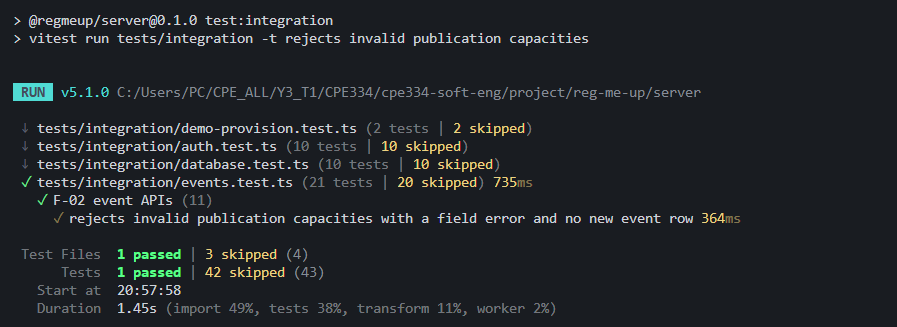 > @regmeup/server@0.1.0 test:integration
> vitest run tests/integration -t rejects invalid publication capacities
RUN v5.1.0 C:/Users/PC/CPE_ALL/Y3_T1/CPE334/cpe334-soft-eng/project/reg-me-up/server
↓ tests/integration/demo-provision.test.ts (2 tests | 2 skipped)
↓ tests/integration/auth.test.ts (10 tests | 10 skipped)
↓ tests/integration/database.test.ts (10 tests | 10 skipped)
✓ tests/integration/events.test.ts (21 tests | 20 skipped) 735ms
✓ F-02 event APIs (11)
✓ rejects invalid publication capacities with a field error and no new event row 364ms
Test Files 1 passed | 3 skipped (4)
Tests 1 passed | 42 skipped (43)
Start at 20:57:58
Duration 1.45s (import 49%, tests 38%, transform 11%, worker 2%)